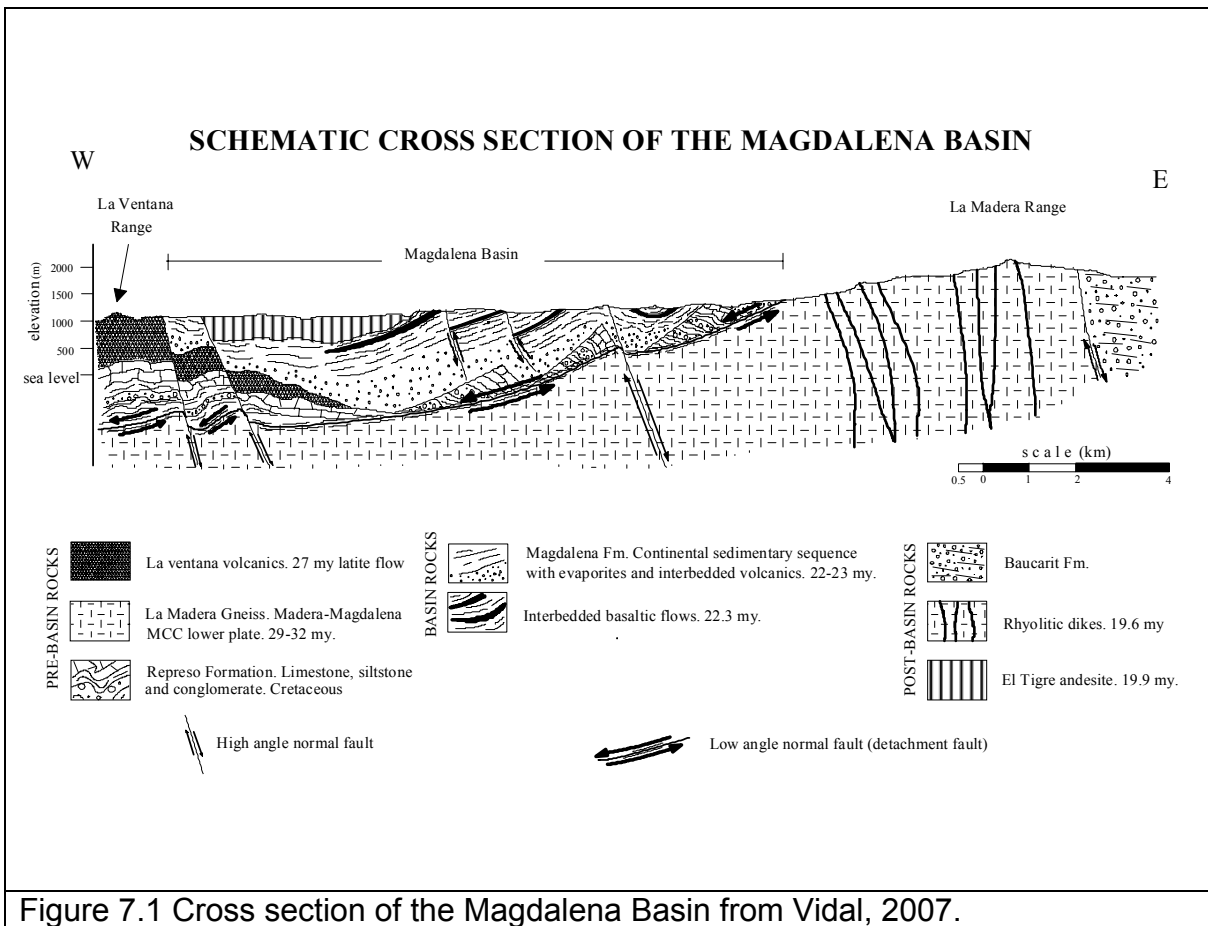 SCHEMATIC CROSS SECTION OF THE MAGDALENA BASIN
W
E
La Ventana
Range
La Madera Range
Magdalena Basin
elevation (m)
2000
1500
1000
500
sea level
scale (km)
0.5 0 1 2 4
PRE-BASIN ROCKS
La ventana volcanics. 27 my latite flow
La Madera Gneiss. Madera-Magdalena
MCC lower plate. 29-32 my.
Represo Formation. Limestone, siltstone
and conglomerate. Cretaceous
BASIN ROCKS
Magdalena Fm. Continental sedimentary sequence
with evaporites and interbedded volcanics. 22-23 my.
Interbedded basaltic flows. 22.3 my.
POST-BASIN ROCKS
Baucarit Fm.
Rhyolitic dikes. 19.6 my
El Tigre andesite. 19.9 my.
High angle normal fault
Low angle normal fault (detachment fault)
Figure 7.1 Cross section of the Magdalena Basin from Vidal, 2007.